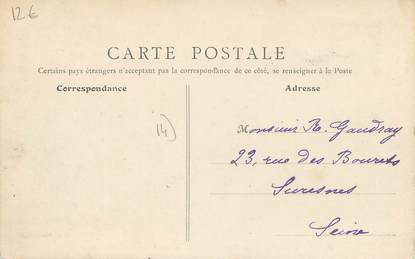 12€
CARTE POSTALE
Certains pays étrangers n'acceptant pas la correspondance de ce côté, se renseigner à la Poste
Correspondance
Adresse
14)
Monsieur R. Gaudray
23, rue des Bourets
Suresnes
Seine